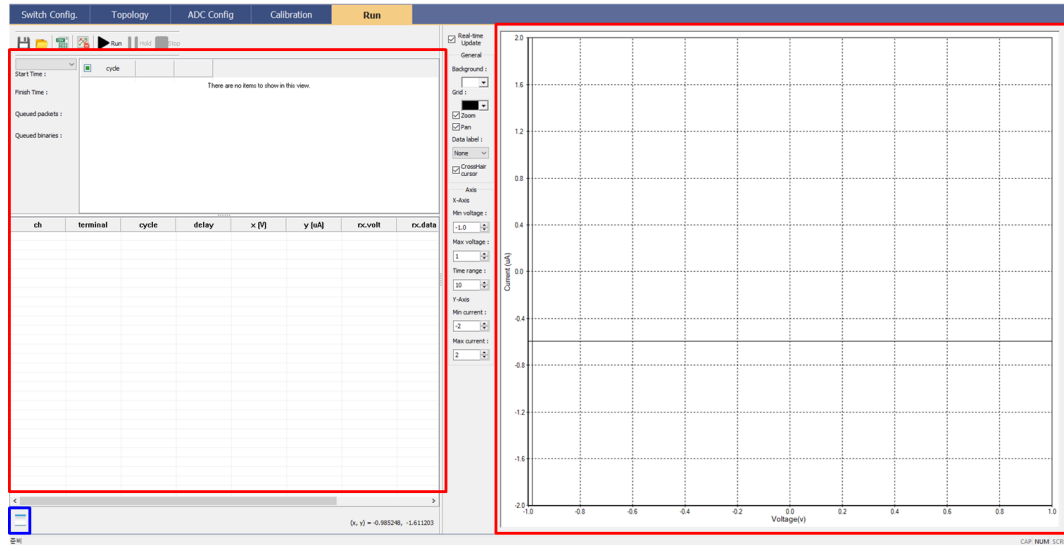 Switch Config. Topology ADC Config Calibration Run
Run Hold Stop
Start Time :
Finish Time :
Queued packets :
Queued binaries :
cycle
There are no items to show in this view.
ch terminal cycle delay x (V) y (uA) rx.volt rx.data
(x, y) = -0.985248, -1.611203
준비
Real-time
Update
General
Background :
Grid :
Zoom
Pan
Data label :
None
CrossHair
cursor
Axis
X-Axis
Min voltage :
-1.0
Max voltage :
1
Time range :
10
Y-Axis
Min current :
-2
Max current :
2
Current (uA)
2.0
1.6
1.2
0.8
0.4
0.0
-0.4
-0.8
-1.2
-1.6
-2.0
-1.0 -0.8 -0.6 -0.4 -0.2 0.0 0.2 0.4 0.6 0.8 1.0
Voltage(v)
CAP NUM SCR